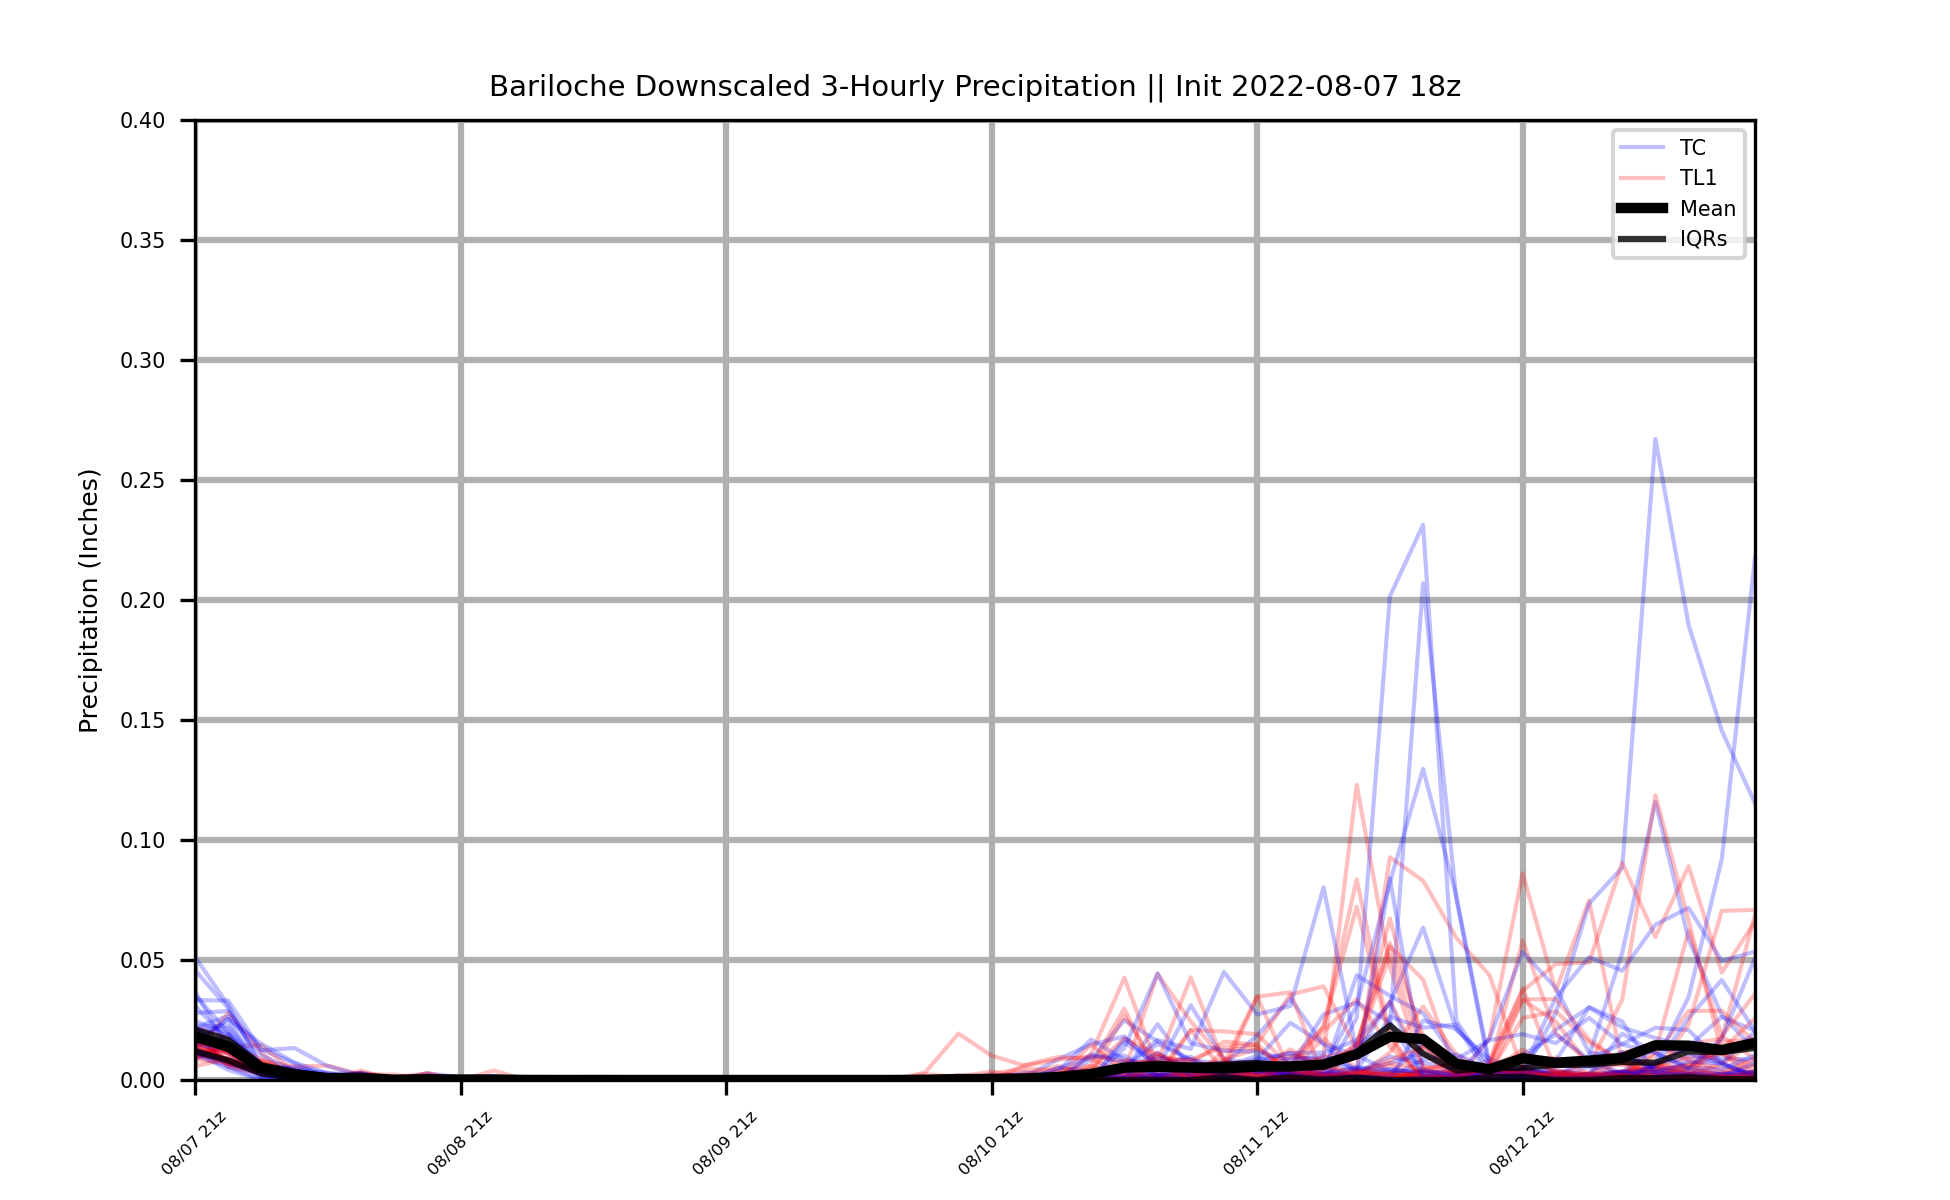 Bariloche Downscaled 3-Hourly Precipitation || Init 2022-08-07 18z
TC
TL1
Mean
IQRs
Precipitation (Inches)
0.40
0.35
0.30
0.25
0.20
0.15
0.10
0.05
0.00
08/07 21z
08/08 21z
08/09 21z
08/10 21z
08/11 21z
08/12 21z